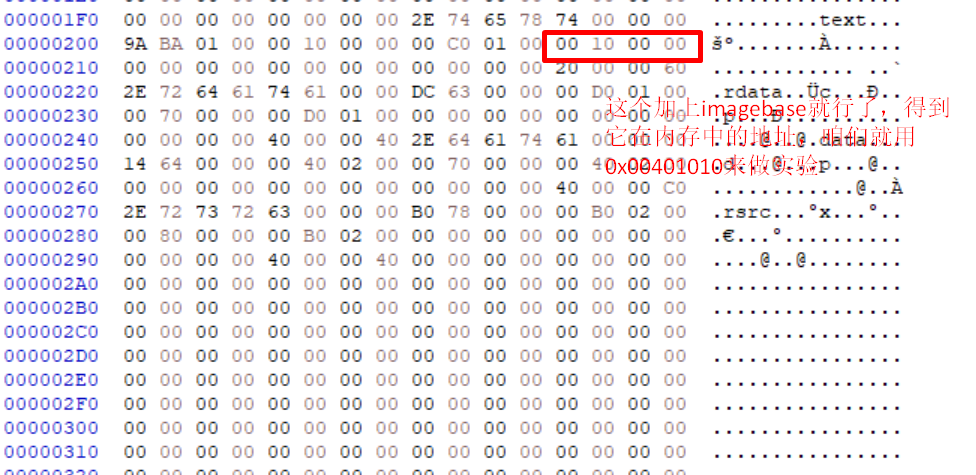 000001F0 00 00 00 00 00 00 00 00 2E 74 65 78 74 00 00 00 .........text...
00000200 9A BA 01 00 00 10 00 00 00 C0 01 00 00 10 00 00 šº.......À......
00000210 00 00 00 00 00 00 00 00 00 00 00 00 20 00 00 60 ............ ..`
00000220 2E 72 64 61 74 61 00 00 DC 63 00 00 00 D0 01 00 .rdata..Üc...Ð..
00000230 00 70 00 00 00 D0 01 00 00 00 00 00 00 00 00 00 .p...Ð..........
00000240 00 00 00 00 40 00 00 40 2E 64 61 74 61 00 00 00 ....@..@.data...
00000250 14 64 00 00 00 40 02 00 00 70 00 00 00 40 02 00 .d...@...p...@..
00000260 00 00 00 00 00 00 00 00 00 00 00 00 40 00 00 C0 ............@..À
00000270 2E 72 73 72 63 00 00 00 B0 78 00 00 00 B0 02 00 .rsrc...°x...°..
00000280 00 80 00 00 00 B0 02 00 00 00 00 00 00 00 00 00 .€...°..........
00000290 00 00 00 00 40 00 00 40 00 00 00 00 00 00 00 00 ....@..@........
000002A0 00 00 00 00 00 00 00 00 00 00 00 00 00 00 00 00 ................
000002B0 00 00 00 00 00 00 00 00 00 00 00 00 00 00 00 00 ................
000002C0 00 00 00 00 00 00 00 00 00 00 00 00 00 00 00 00 ................
000002D0 00 00 00 00 00 00 00 00 00 00 00 00 00 00 00 00 ................
000002E0 00 00 00 00 00 00 00 00 00 00 00 00 00 00 00 00 ................
000002F0 00 00 00 00 00 00 00 00 00 00 00 00 00 00 00 00 ................
00000300 00 00 00 00 00 00 00 00 00 00 00 00 00 00 00 00 ................
00000310 00 00 00 00 00 00 00 00 00 00 00 00 00 00 00 00 ................
这个加上imagebase就行了，得到
它在内存中的地址，咱们就用
0x00401010来做实验